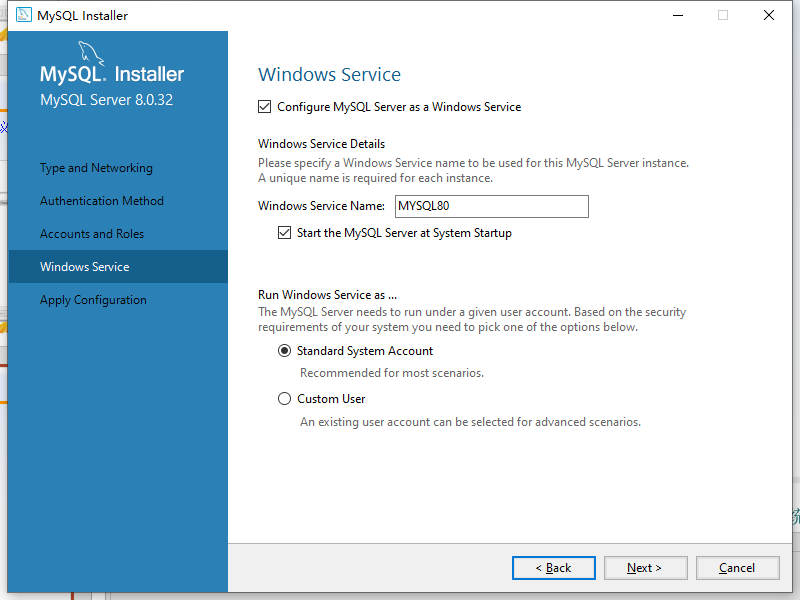 MySQL Installer
MySQL. Installer
MySQL Server 8.0.32
Type and Networking
Authentication Method
Accounts and Roles
Windows Service
Apply Configuration
Windows Service
Configure MySQL Server as a Windows Service
Windows Service Details
Please specify a Windows Service name to be used for this MySQL Server instance.
A unique name is required for each instance.
Windows Service Name: MYSQL80
Start the MySQL Server at System Startup
Run Windows Service as ...
The MySQL Server needs to run under a given user account. Based on the security
requirements of your system you need to pick one of the options below.
Standard System Account
Recommended for most scenarios.
Custom User
An existing user account can be selected for advanced scenarios.
< Back
Next >
Cancel